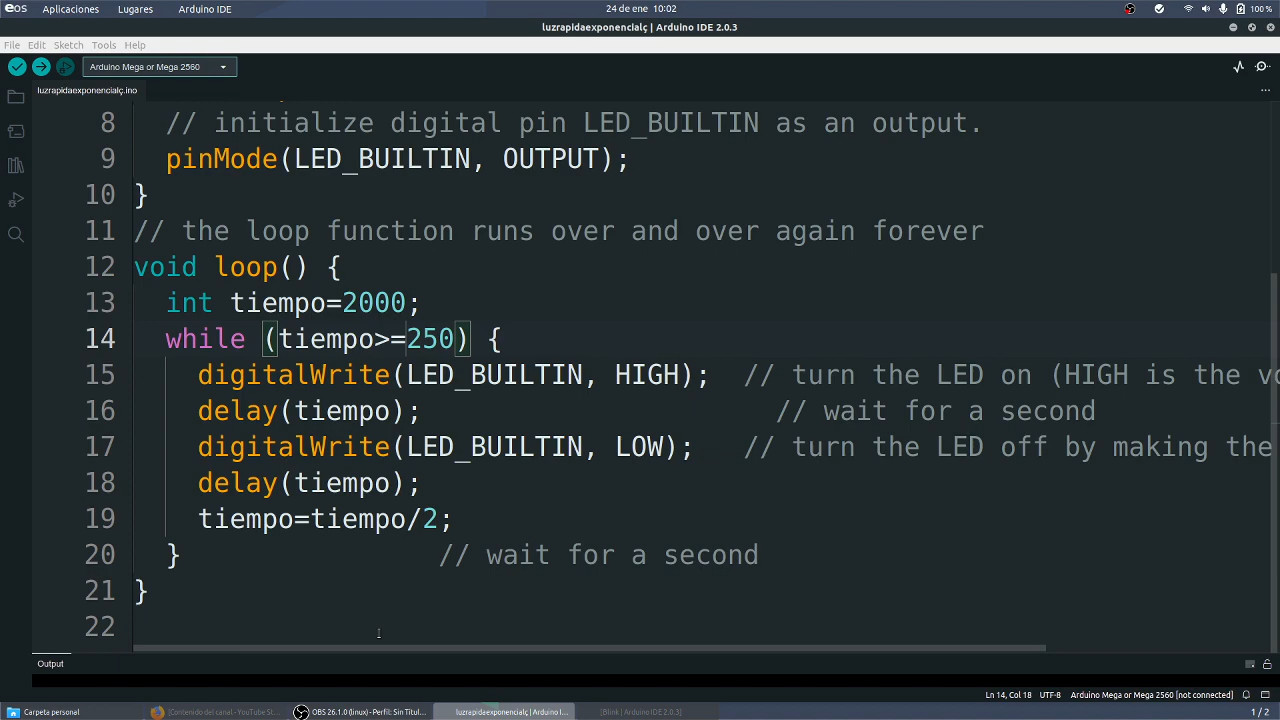 eos Aplicaciones Lugares Arduino IDE 24 de ene 10:02 100 %
luzrapidaexponencialç | Arduino IDE 2.0.3
File Edit Sketch Tools Help
Arduino Mega or Mega 2560
luzrapidaexponencialç.ino
8 // initialize digital pin LED_BUILTIN as an output.
9 pinMode(LED_BUILTIN, OUTPUT);
10 }
11 // the loop function runs over and over again forever
12 void loop() {
13 int tiempo=2000;
14 while (tiempo>=250) {
15 digitalWrite(LED_BUILTIN, HIGH); // turn the LED on (HIGH is the vo
16 delay(tiempo); // wait for a second
17 digitalWrite(LED_BUILTIN, LOW); // turn the LED off by making the
18 delay(tiempo);
19 tiempo=tiempo/2;
20 } // wait for a second
21 }
22
Output
Ln 14, Col 18 UTF-8 Arduino Mega or Mega 2560 [not connected]
Carpeta personal [Contenido del canal - YouTube St... OBS 26.1.0 (linux) - Perfil: Sin Títul... luzrapidaexponencialç | Arduino I... [Blink | Arduino IDE 2.0.3] 1 / 2